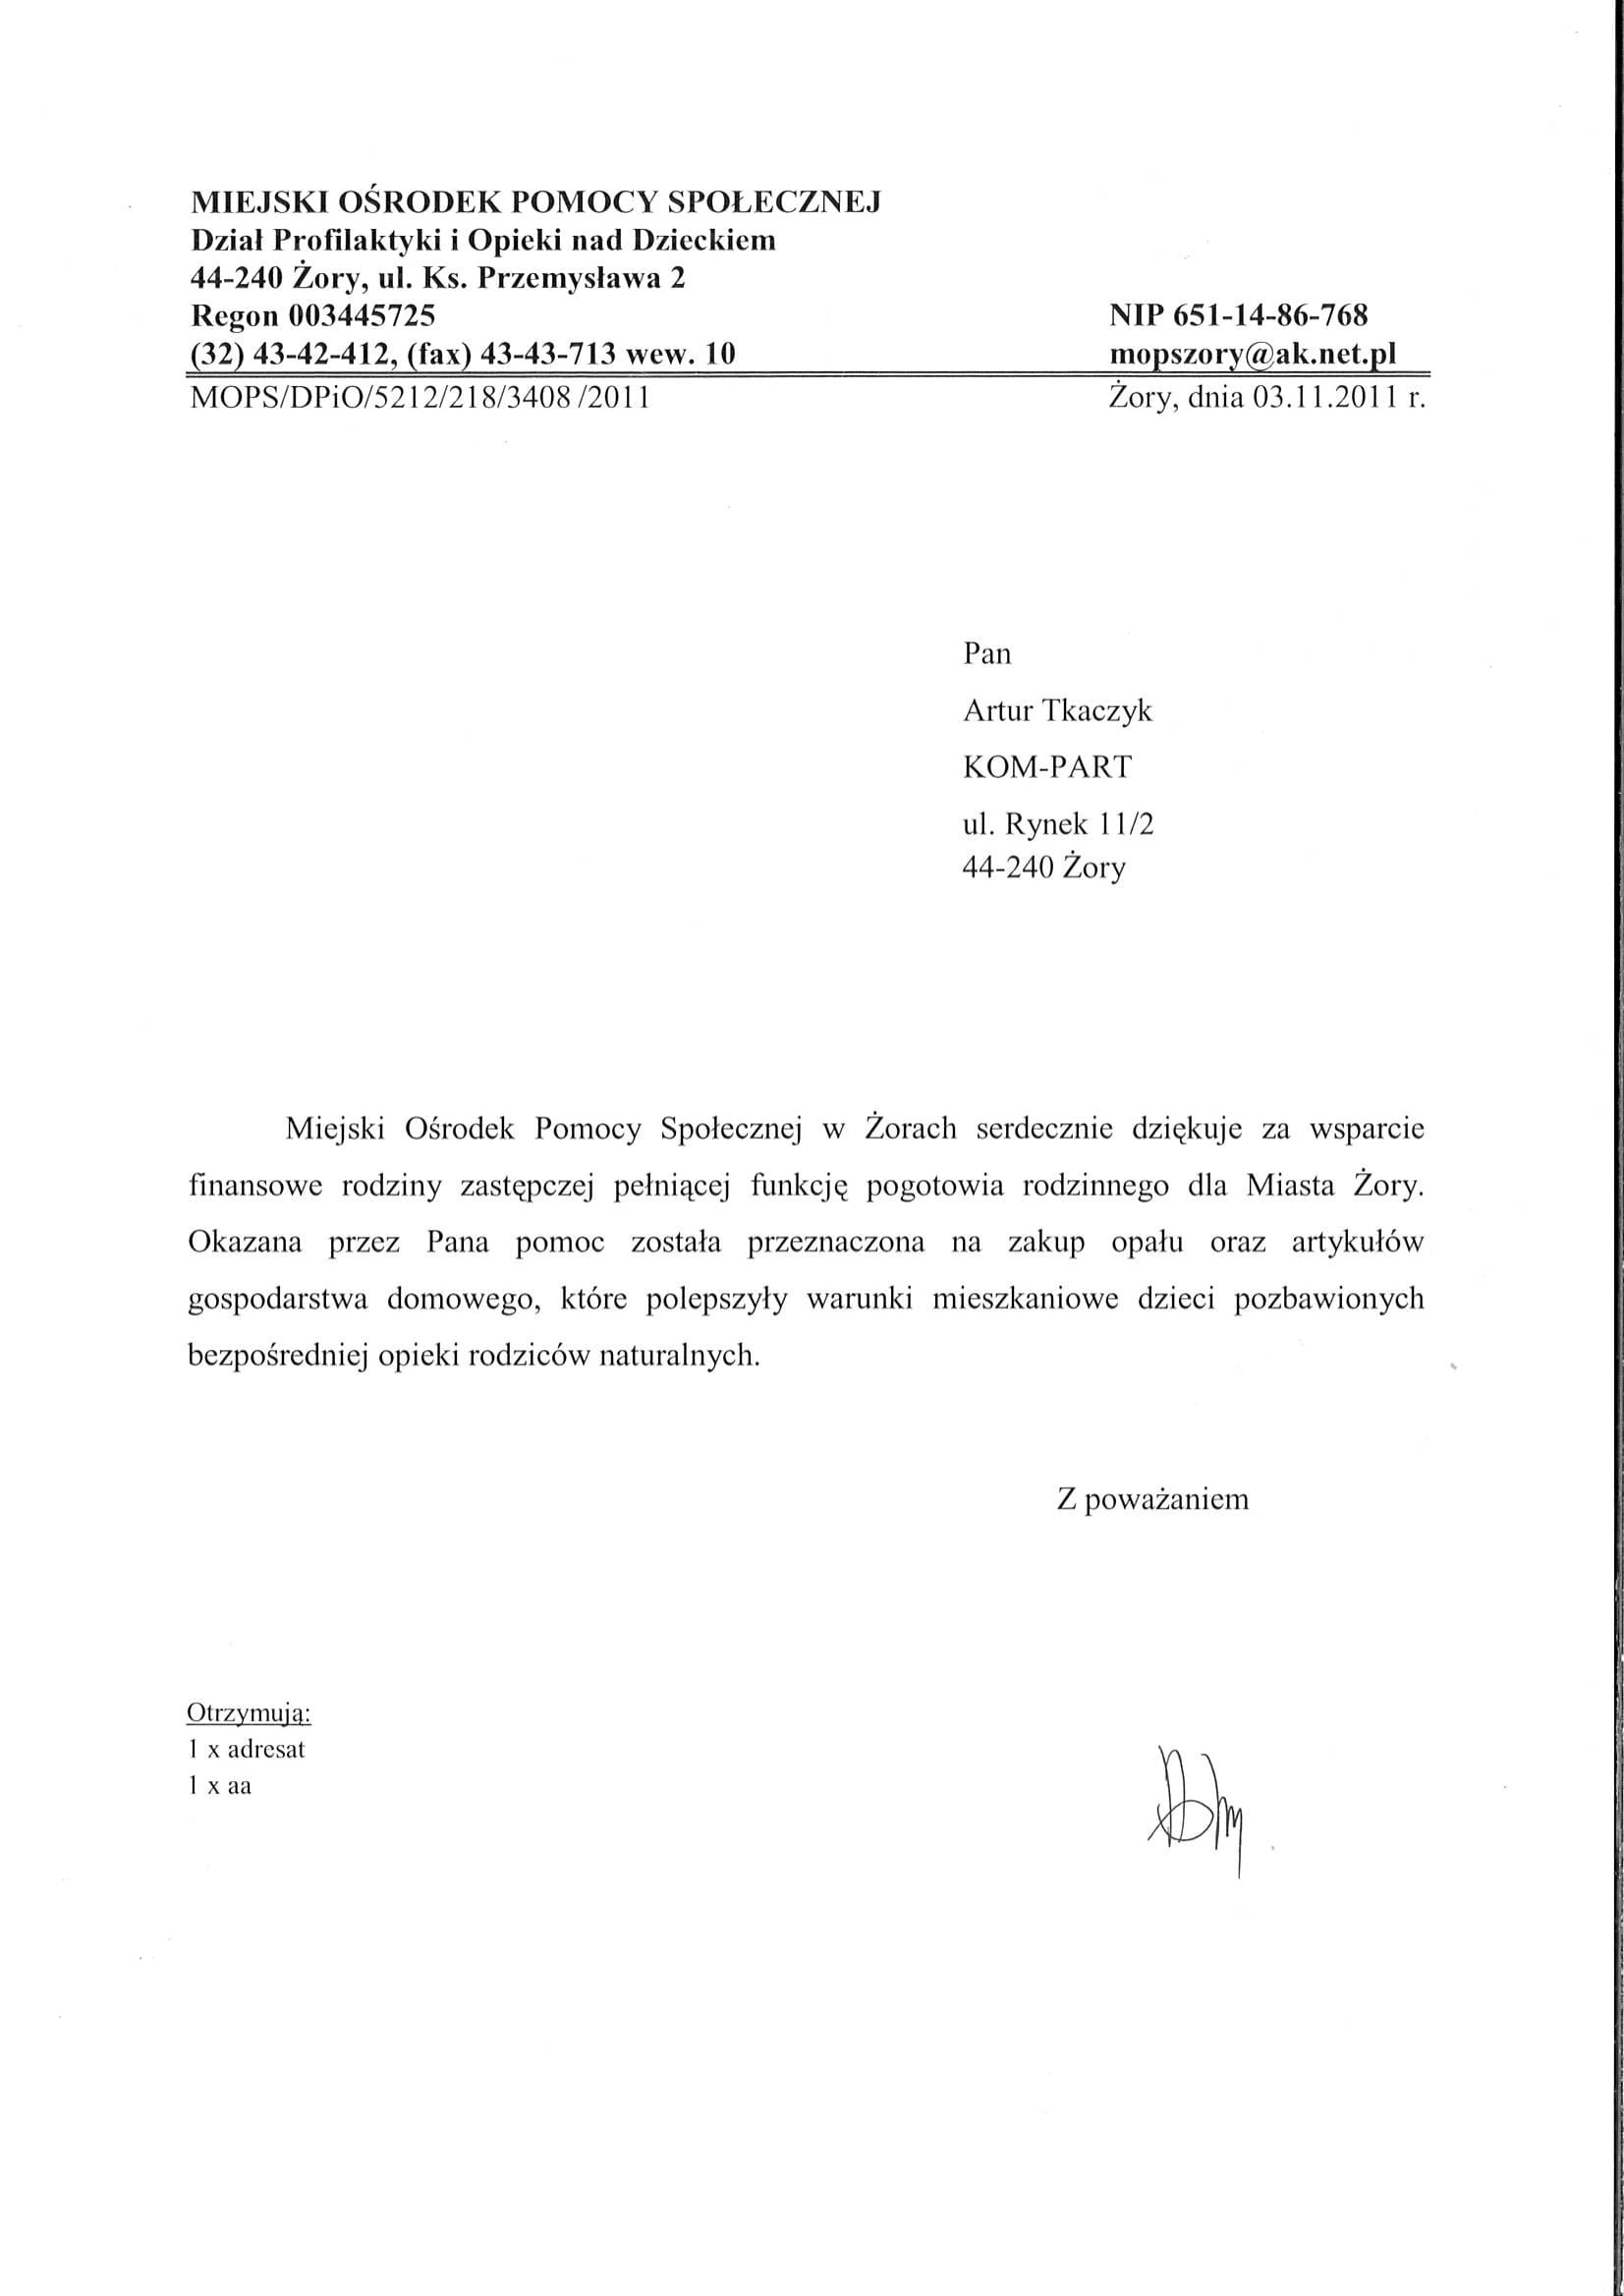 MIEJSKI OŚRODEK POMOCY SPOŁECZNEJ
Dział Profilaktyki i Opieki nad Dzieckiem
44-240 Żory, ul. Ks. Przemysława 2
Regon 003445725 NIP 651-14-86-768
(32) 43-42-412, (fax) 43-43-713 wew. 10 mopszory@ak.net.pl
MOPS/DPiO/5212/218/3408 /2011 Żory, dnia 03.11.2011 r.
Pan
Artur Tkaczyk
KOM-PART
ul. Rynek 11/2
44-240 Żory
Miejski Ośrodek Pomocy Społecznej w Żorach serdecznie dziękuje za wsparcie
finansowe rodziny zastępczej pełniącej funkcję pogotowia rodzinnego dla Miasta Żory.
Okazana przez Pana pomoc została przeznaczona na zakup opału oraz artykułów
gospodarstwa domowego, które polepszyły warunki mieszkaniowe dzieci pozbawionych
bezpośredniej opieki rodziców naturalnych.
Z poważaniem
Otrzymują:
1 x adresat
1 x aa